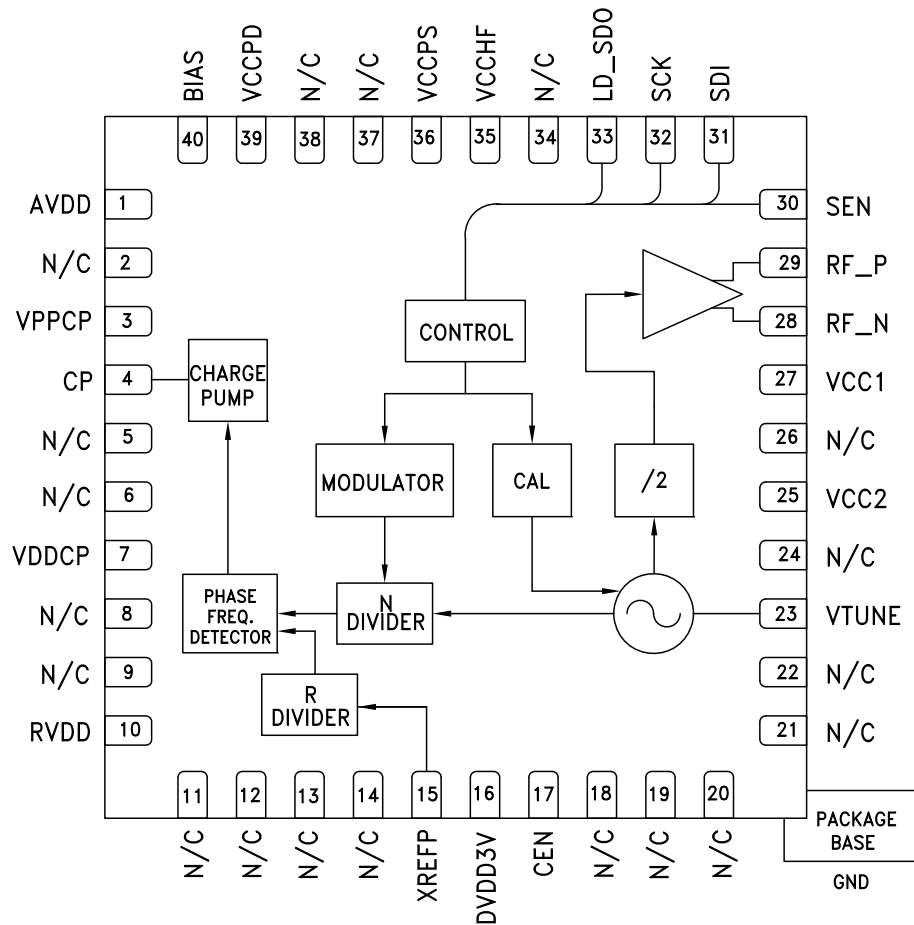 BIAS
VCCPD
N/C
N/C
VCCPS
VCCHF
N/C
LD_SDO
SCK
SDI
40
39
38
37
36
35
34
33
32
31
AVDD 1
N/C 2
VPPCP 3
CP 4
N/C 5
N/C 6
VDDCP 7
N/C 8
N/C 9
RVDD 10
30 SEN
29 RF_P
28 RF_N
27 VCC1
26 N/C
25 VCC2
24 N/C
23 VTUNE
22 N/C
21 N/C
CONTROL
CHARGE
PUMP
MODULATOR
CAL
/2
PHASE
FREQ.
DETECTOR
N
DIVIDER
R
DIVIDER
11
12
13
14
15
16
17
18
19
20
N/C
N/C
N/C
N/C
XREFP
DVDD3V
CEN
N/C
N/C
N/C
PACKAGE
BASE
GND